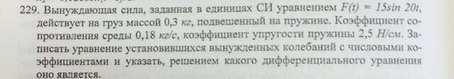 229. Вынуждающая сила, заданная в единицах СИ уравнением F(t) = 15sin 20t,
действует на груз массой 0,3 кг, подвешенный на пружине. Коэффициент со-
противления среды 0,18 кг/с, коэффициент упругости пружины 2,5 Н/см. За-
писать уравнение установившихся вынужденных колебаний с числовыми ко-
эффициентами и указать, решением какого дифференциального уравнения
оно является.